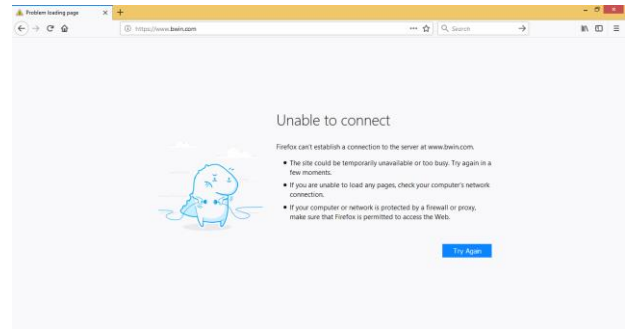 Problem loading page
https://www.bwin.com
Search
Unable to connect
Firefox can't establish a connection to the server at www.bwin.com.
The site could be temporarily unavailable or too busy. Try again in a
few moments.
If you are unable to load any pages, check your computer's network
connection.
If your computer or network is protected by a firewall or proxy,
make sure that Firefox is permitted to access the Web.
Try Again